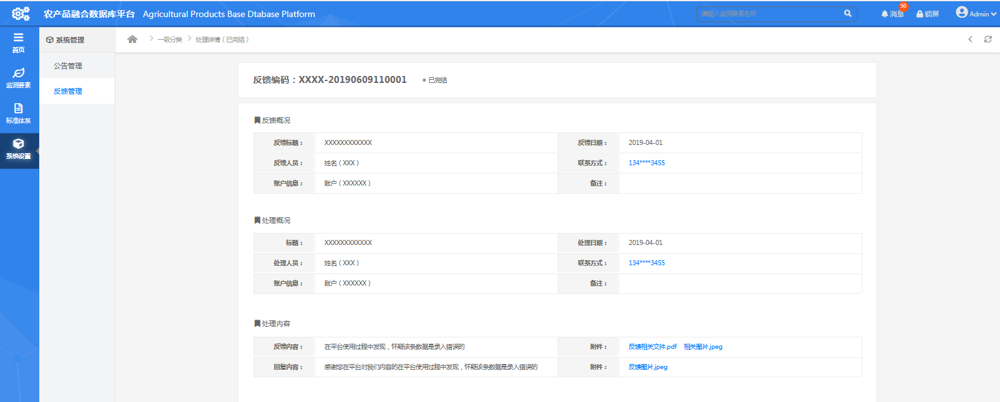 农产品融合数据库平台 Agricultural Products Base Dtabase Platform 请输入监测要素名称 消息 50 锁屏 Admin
首页
监测要素
标准体系
系统设置
系统管理
公告管理
反馈管理
一级分类 处理详情（已完结）
反馈编码：XXXX-20190609110001 已完结
反馈概况
反馈标题： XXXXXXXXXXXX 反馈日期： 2019-04-01
反馈人员： 姓名（XXX） 联系方式： 134****3455
账户信息： 账户（XXXXXX） 备注：
处理概况
标题： XXXXXXXXXXXX 处理日期： 2019-04-01
处理人员： 姓名（XXX） 联系方式： 134****3455
账户信息： 账户（XXXXXX） 备注：
处理内容
反馈内容： 在平台使用过程中发现，怀疑该条数据是录入错误的 附件： 反馈相关文件.pdf 相关图片.jpeg
回复内容： 感谢您在平台对我们内容的在平台使用过程中发现，怀疑该条数据是录入错误的 附件： 反馈图片.jpeg